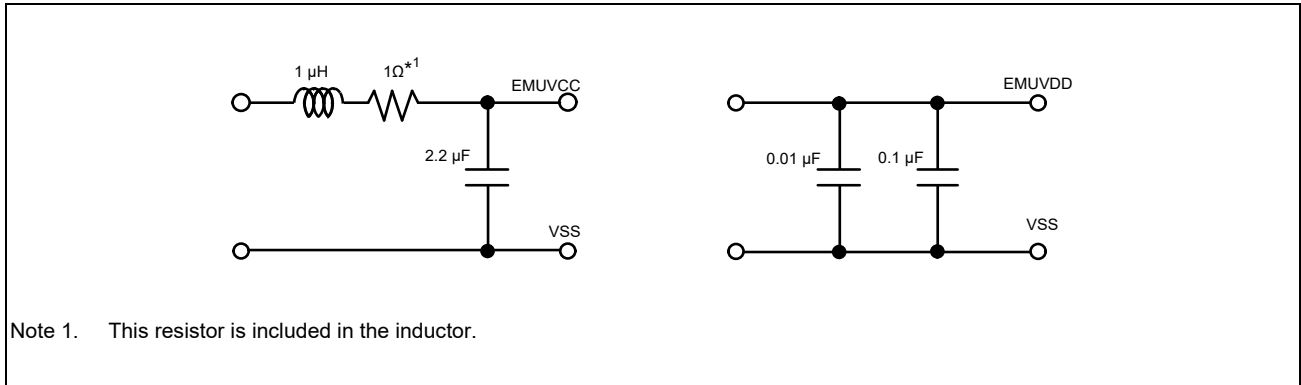 1 µH
1Ω*1
EMUVCC
2.2 µF
VSS
EMUVDD
0.01 µF
0.1 µF
VSS
Note 1. This resistor is included in the inductor.